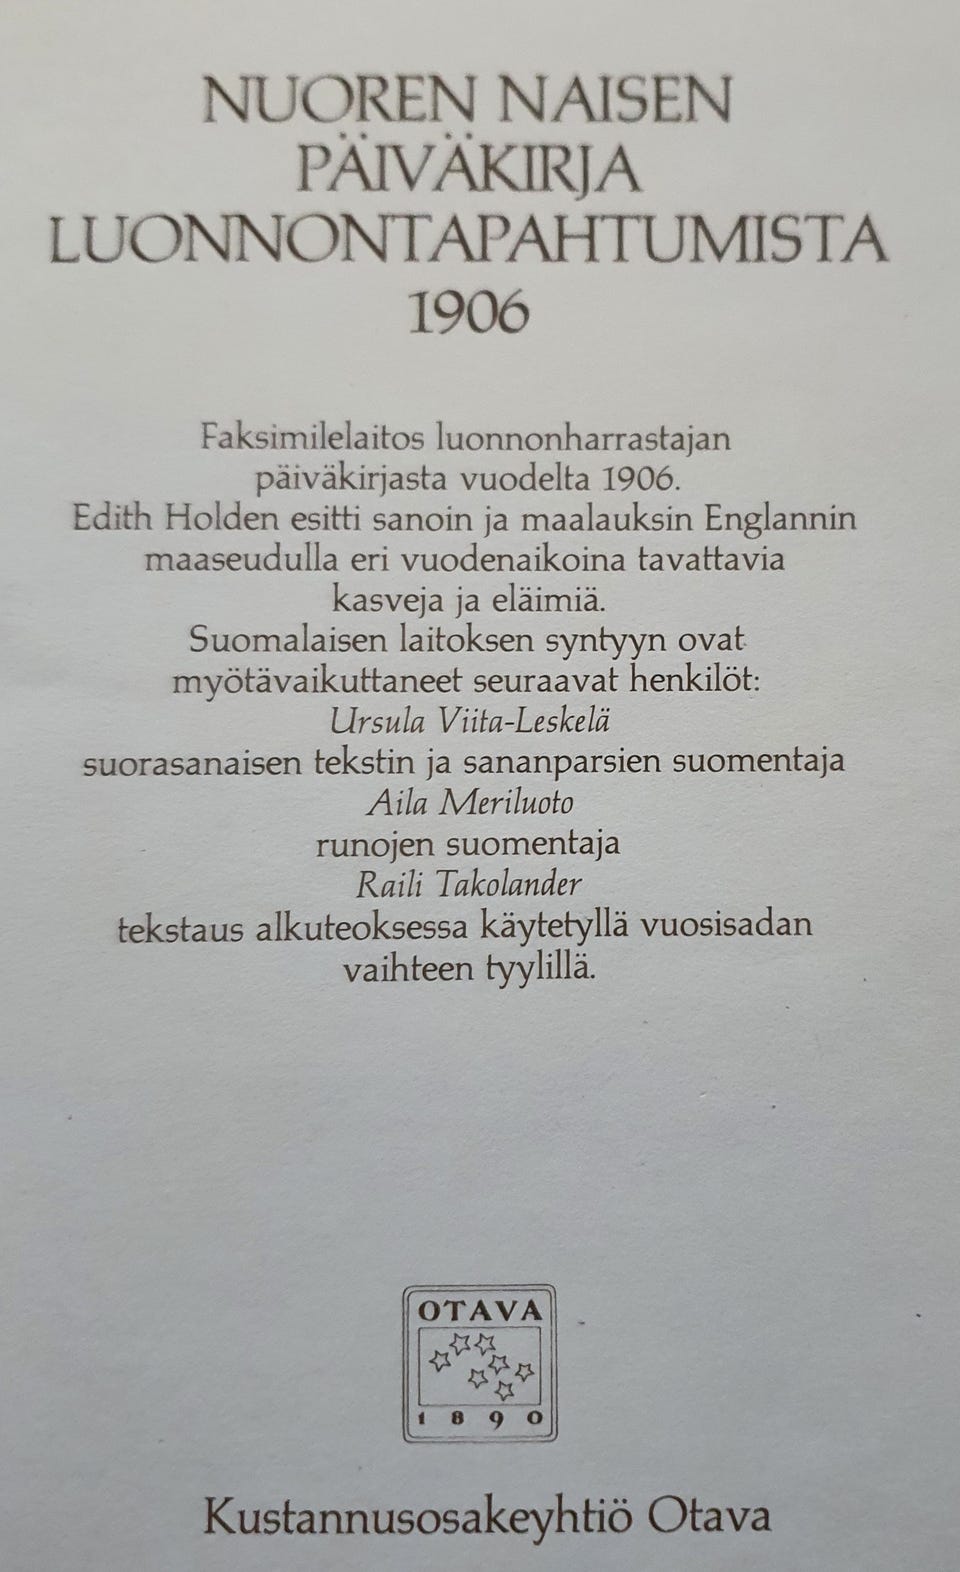 NUOREN NAISEN
PÄIVÄKIRJA
LUONNONTAPAHTUMISTA
1906
Faksimilelaitos luonnonharrastajan
päiväkirjasta vuodelta 1906.
Edith Holden esitti sanoin ja maalauksin Englannin
maaseudulla eri vuodenaikoina tavattavia
kasveja ja eläimiä.
Suomalaisen laitoksen syntyyn ovat
myötävaikuttaneet seuraavat henkilöt:
Ursula Viita-Leskelä
suorasanaisen tekstin ja sananparsien suomentaja
Aila Meriluoto
runojen suomentaja
Raili Takolander
tekstaus alkuteoksessa käytetyllä vuosisadan
vaihteen tyylillä.
OTAVA
1890
Kustannusosakeyhtiö Otava